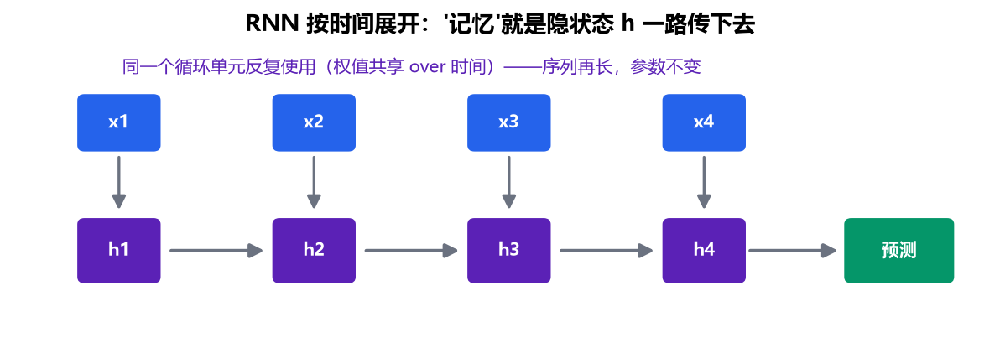 RNN 按时间展开：'记忆'就是隐状态 h 一路传下去
同一个循环单元反复使用（权值共享 over 时间）——序列再长，参数不变
x1
x2
x3
x4
h1
h2
h3
h4
预测